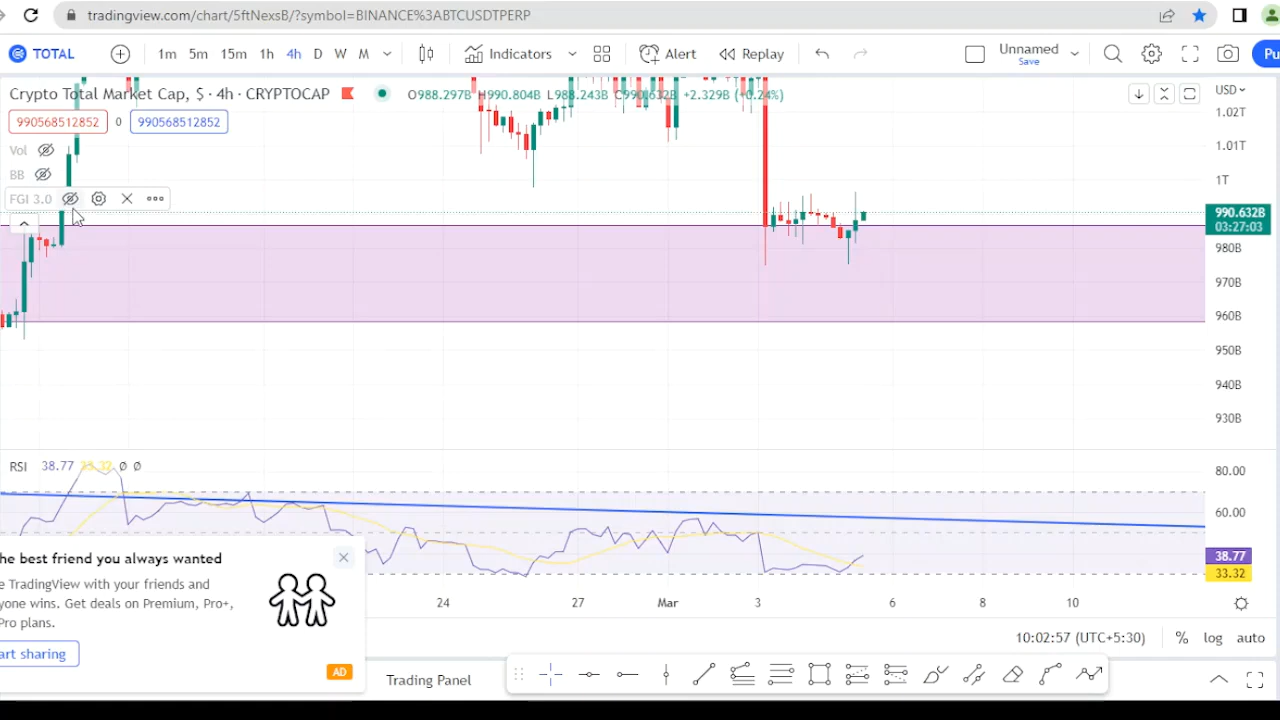 tradingview.com/chart/5ftNexsB/?symbol=BINANCE%3ABTCUSDTPERP
TOTAL 1m 5m 15m 1h 4h D W M Indicators Alert Replay Unnamed Save Pu
Crypto Total Market Cap, $ · 4h · CRYPTOCAP O988.297B H990.804B L988.243B C990.632B +2.329B (+0.24%) USD
990568512852 0 990568512852
Vol
BB
FGI 3.0
1.02T
1.01T
1T
990.632B
03:27:03
980B
970B
960B
950B
940B
930B
RSI 38.77 33.32 Ø Ø
80.00
60.00
38.77
33.32
he best friend you always wanted
e TradingView with your friends and
yone wins. Get deals on Premium, Pro+,
Pro plans.
art sharing
AD
24 27 Mar 3 6 8 10
10:02:57 (UTC+5:30) % log auto
Trading Panel